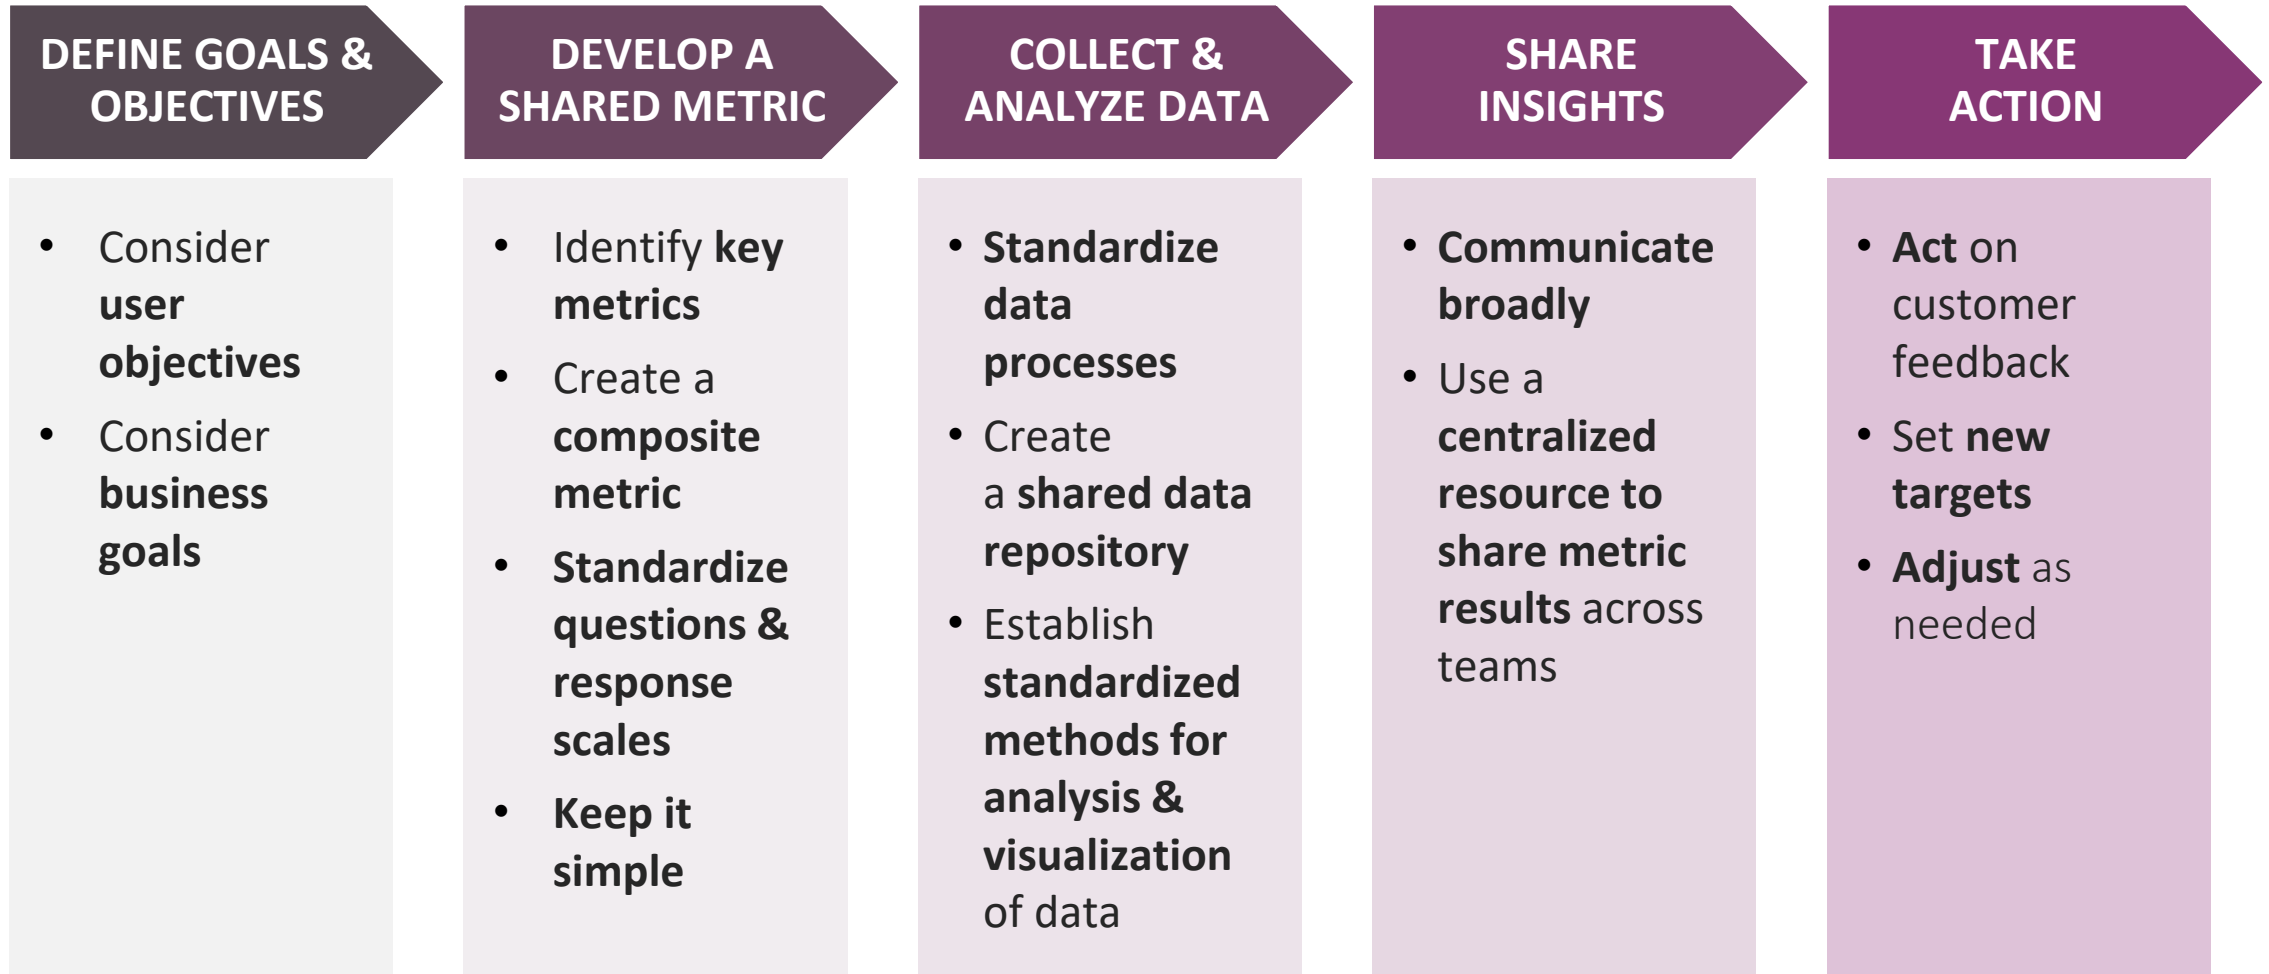 DEFINE GOALS &
OBJECTIVES
• Consider
user
objectives
• Consider
business
goals
DEVELOP A
SHARED METRIC
• Identify key
metrics
• Create a
composite
metric
• Standardize
questions &
response
scales
• Keep it
simple
COLLECT &
ANALYZE DATA
• Standardize
data
processes
• Create
a shared data
repository
• Establish
standardized
methods for
analysis &
visualization
of data
SHARE
INSIGHTS
• Communicate
broadly
• Use a
centralized
resource to
share metric
results across
teams
TAKE
ACTION
• Act on
customer
feedback
• Set new
targets
• Adjust as
needed